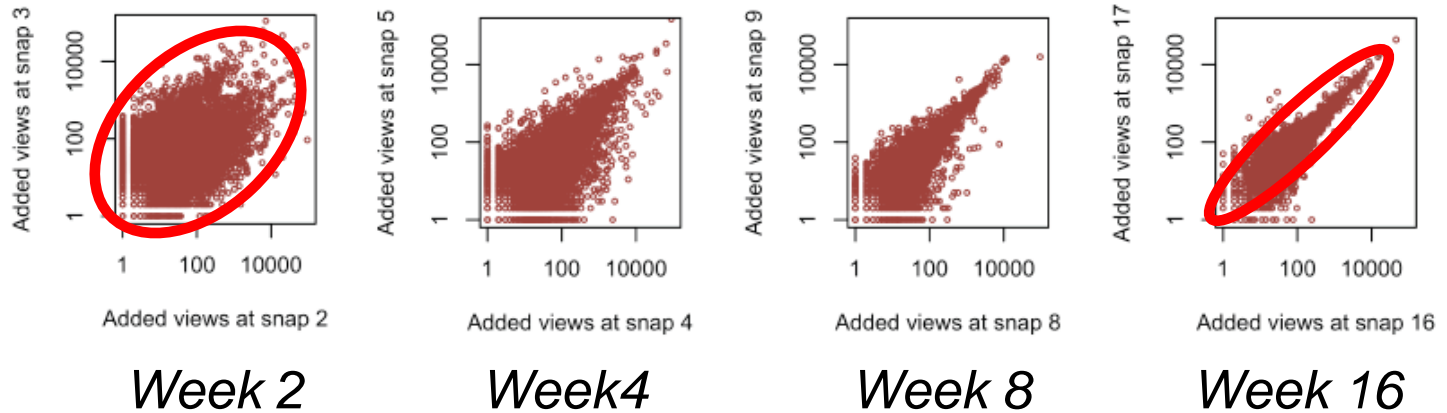 Added views at snap 3
10000
100
1
1 100 10000
Added views at snap 2
Week 2
Added views at snap 5
10000
100
1
1 100 10000
Added views at snap 4
Week4
Added views at snap 9
10000
100
1
1 100 10000
Added views at snap 8
Week 8
Added views at snap 17
10000
100
1
1 100 10000
Added views at snap 16
Week 16